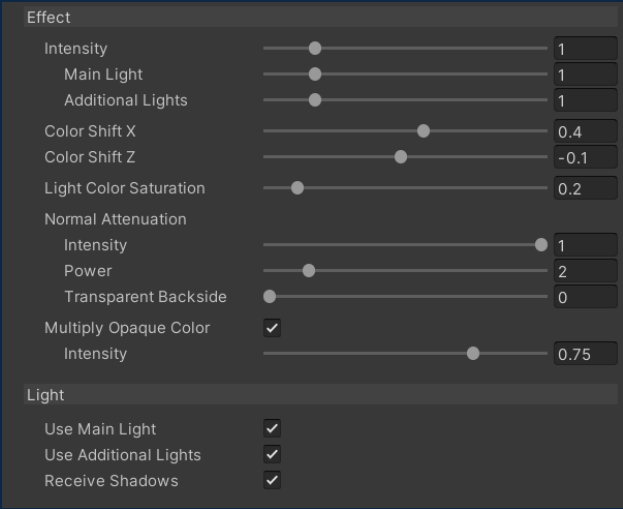 Effect
Intensity 1
Main Light 1
Additional Lights 1
Color Shift X 0.4
Color Shift Z -0.1
Light Color Saturation 0.2
Normal Attenuation
Intensity 1
Power 2
Transparent Backside 0
Multiply Opaque Color
Intensity 0.75
Light
Use Main Light
Use Additional Lights
Receive Shadows